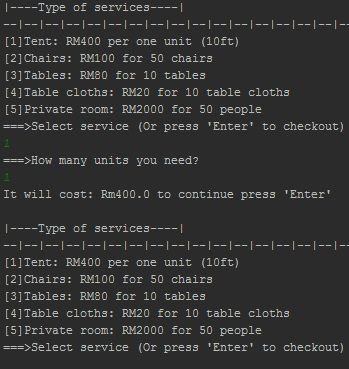 |----Type of services----|
--|--|--|--|--|--|--|--|--|--|--|--|--|--|--|--|--
[1]Tent: RM400 per one unit (10ft)
[2]Chairs: RM100 for 50 chairs
[3]Tables: RM80 for 10 tables
[4]Table cloths: RM20 for 10 table cloths
[5]Private room: RM2000 for 50 people
===>Select service (Or press 'Enter' to checkout)
1
===>How many units you need?
1
It will cost: Rm400.0 to continue press 'Enter'
|----Type of services----|
--|--|--|--|--|--|--|--|--|--|--|--|--|--|--|--|--
[1]Tent: RM400 per one unit (10ft)
[2]Chairs: RM100 for 50 chairs
[3]Tables: RM80 for 10 tables
[4]Table cloths: RM20 for 10 table cloths
[5]Private room: RM2000 for 50 people
===>Select service (Or press 'Enter' to checkout)